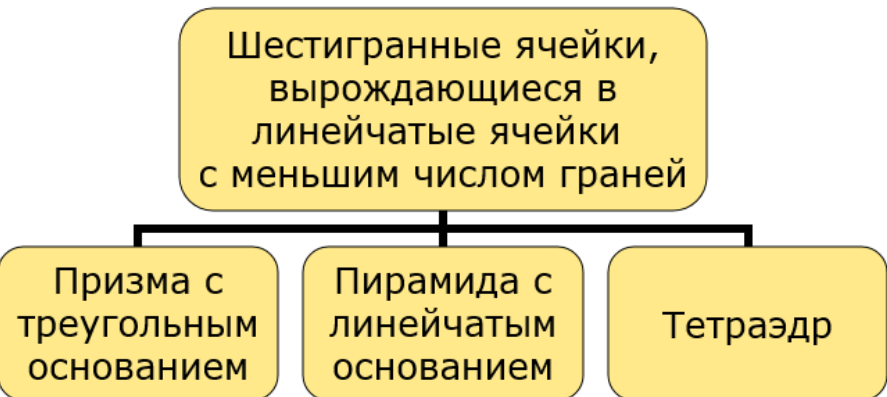 Шестигранные ячейки,
вырождающиеся в
линейчатые ячейки
с меньшим числом граней
Призма с
треугольным
основанием
Пирамида с
линейчатым
основанием
Тетраэдр